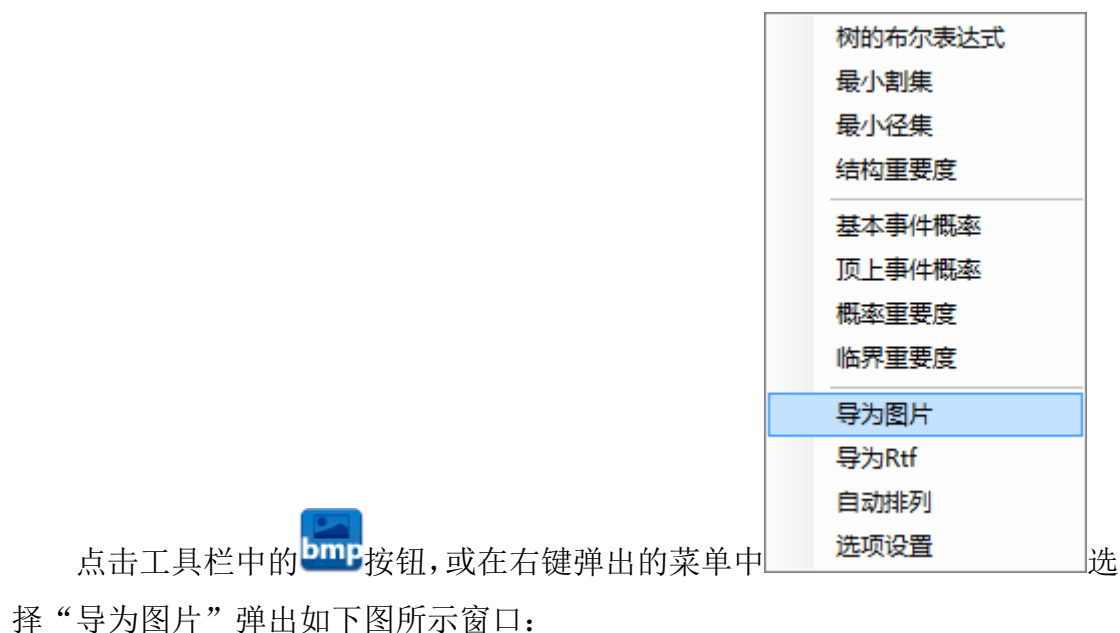 树的布尔表达式
最小割集
最小径集
结构重要度
基本事件概率
顶上事件概率
概率重要度
临界重要度
导为图片
导为Rtf
自动排列
选项设置
点击工具栏中的bmp按钮,或在右键弹出的菜单中选
择“导为图片”弹出如下图所示窗口: